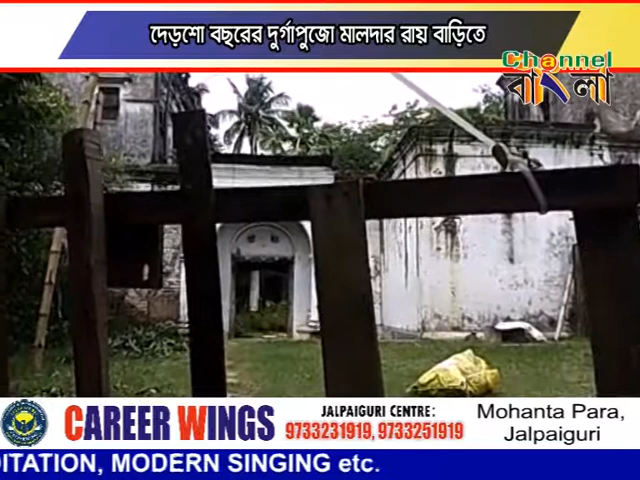 দেড়শো বছরের দুর্গাপুজো মালদার রায় বাড়িতে
Channel
বাংলা
CAREER WINGS
JALPAIGURI CENTRE:
9733231919, 9733251919
Mohanta Para,
Jalpaiguri
DITATION, MODERN SINGING etc.